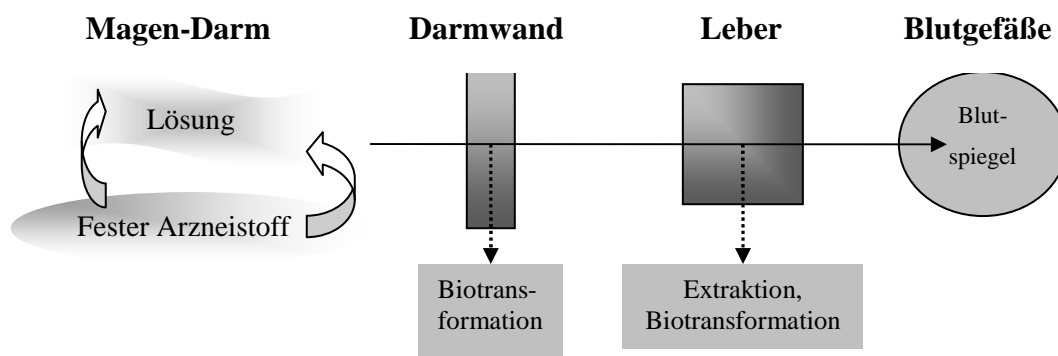 Magen-Darm
Darmwand
Leber
Blutgefäße
Lösung
Fester Arzneistoff
Blut-
spiegel
Biotrans-
formation
Extraktion,
Biotransformation